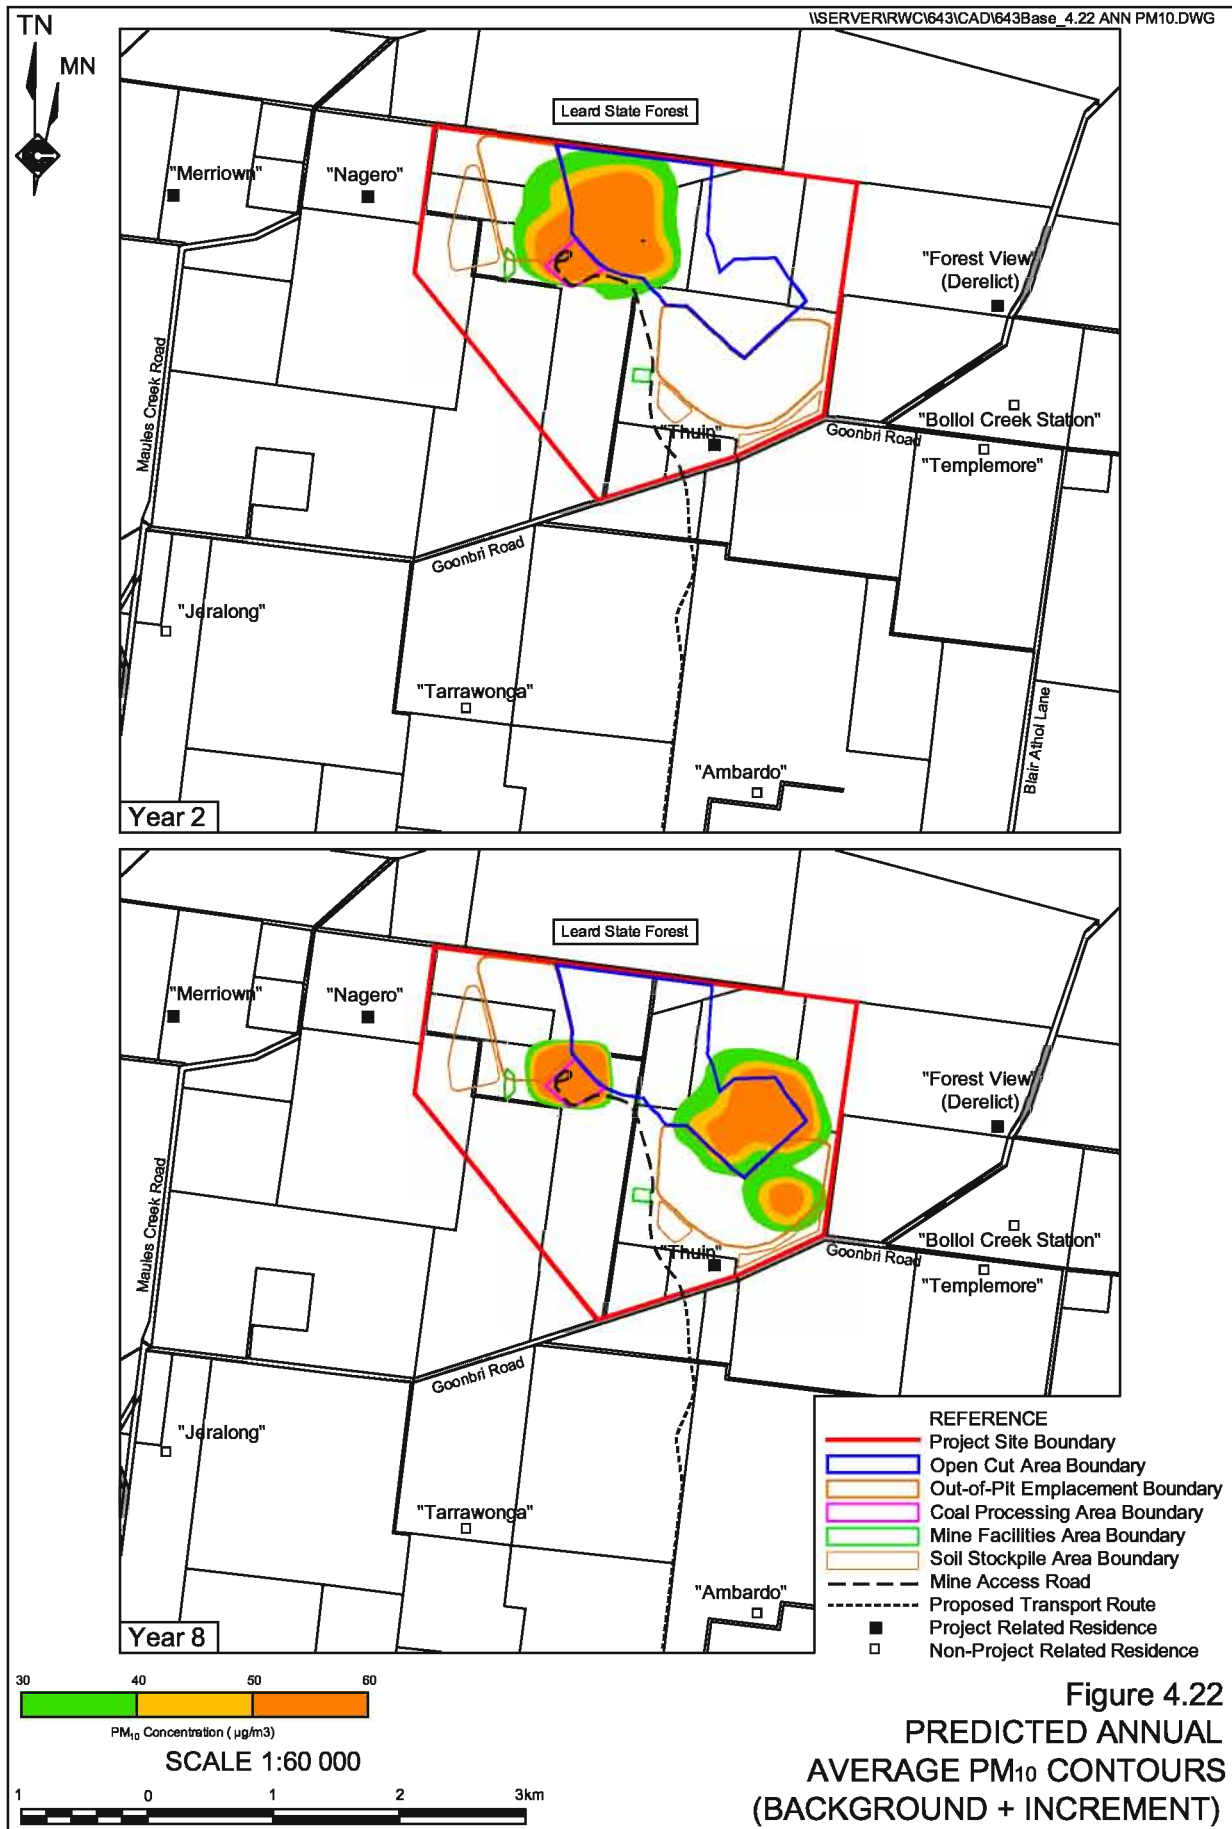 \\SERVER\RWC\643\CAD\643Base_4.22 ANN PM10.DWG
TN
MN
Leard State Forest
"Merriown"
"Nagero"
"Forest View"
(Derelict)
Maules Creek Road
"Bollol Creek Station"
"Thuin"
Goonbri Road
"Templemore"
Goonbri Road
"Jeralong"
"Tarrawonga"
Blair Athol Lane
"Ambardo"
Year 2
Leard State Forest
"Merriown"
"Nagero"
"Forest View"
(Derelict)
Maules Creek Road
"Bollol Creek Station"
"Thuin"
Goonbri Road
"Templemore"
Goonbri Road
"Jeralong"
"Tarrawonga"
"Ambardo"
Year 8
REFERENCE
Project Site Boundary
Open Cut Area Boundary
Out-of-Pit Emplacement Boundary
Coal Processing Area Boundary
Mine Facilities Area Boundary
Soil Stockpile Area Boundary
Mine Access Road
Proposed Transport Route
Project Related Residence
Non-Project Related Residence
30 40 50 60
PM10 Concentration ( µg/m3)
SCALE 1:60 000
1 0 1 2 3km
Figure 4.22
PREDICTED ANNUAL
AVERAGE PM10 CONTOURS
(BACKGROUND + INCREMENT)